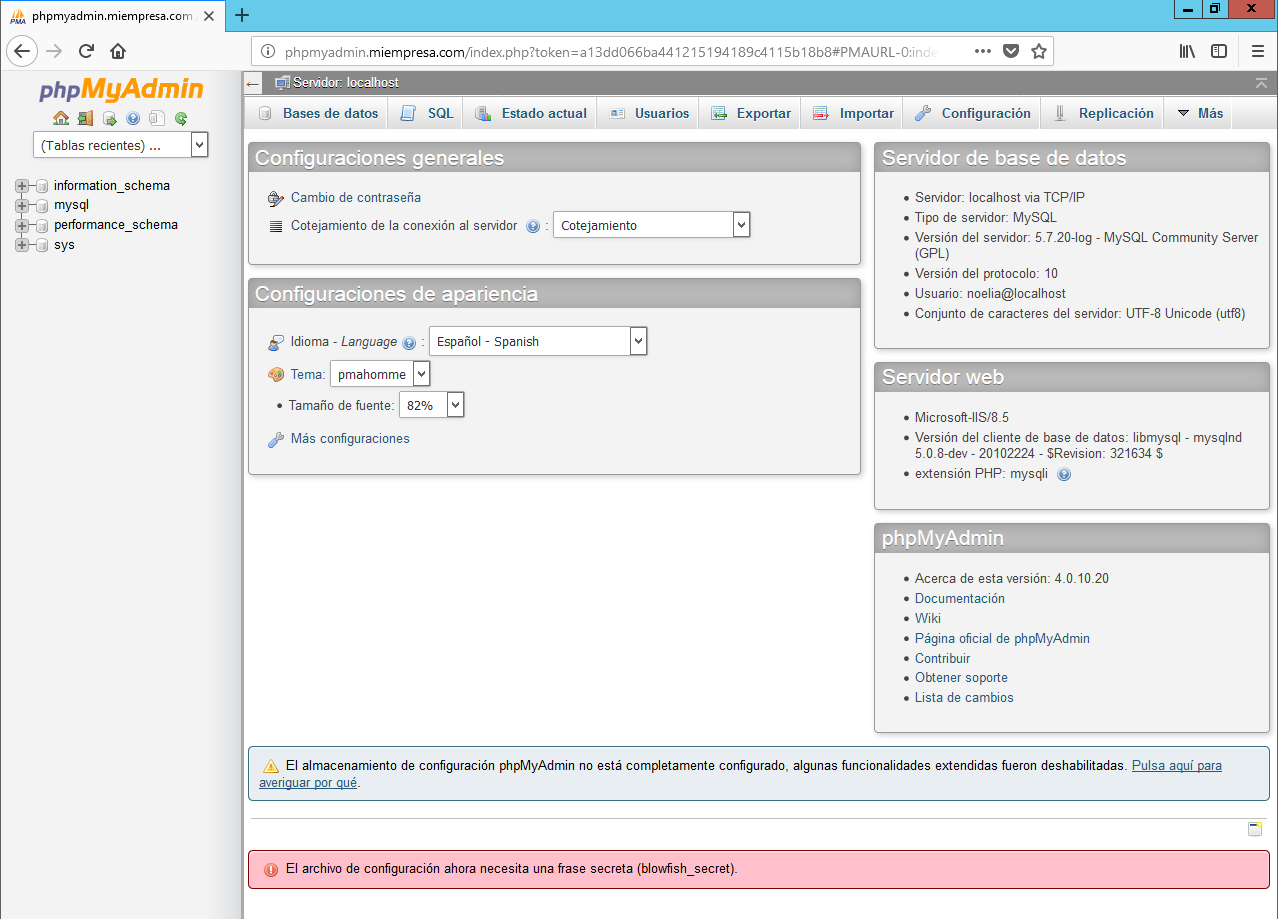 phpmyadmin.miempresa.com
phpmyadmin.miempresa.com/index.php?token=a13dd066ba441215194189c4115b18b8#PMAURL-0:inde
phpMyAdmin
(Tablas recientes) ...
information_schema
mysql
performance_schema
sys
Servidor: localhost
Bases de datos SQL Estado actual Usuarios Exportar Importar Configuración Replicación Más
Configuraciones generales
Cambio de contraseña
Cotejamiento de la conexión al servidor : Cotejamiento
Configuraciones de apariencia
Idioma - Language : Español - Spanish
Tema: pmahomme
• Tamaño de fuente: 82%
Más configuraciones
Servidor de base de datos
• Servidor: localhost via TCP/IP
• Tipo de servidor: MySQL
• Versión del servidor: 5.7.20-log - MySQL Community Server
(GPL)
• Versión del protocolo: 10
• Usuario: noelia@localhost
• Conjunto de caracteres del servidor: UTF-8 Unicode (utf8)
Servidor web
• Microsoft-IIS/8.5
• Versión del cliente de base de datos: libmysql - mysqlnd
5.0.8-dev - 20102224 - $Revision: 321634 $
• extensión PHP: mysqli
phpMyAdmin
• Acerca de esta versión: 4.0.10.20
• Documentación
• Wiki
• Página oficial de phpMyAdmin
• Contribuir
• Obtener soporte
• Lista de cambios
El almacenamiento de configuración phpMyAdmin no está completamente configurado, algunas funcionalidades extendidas fueron deshabilitadas. Pulsa aquí para
averiguar por qué.
El archivo de configuración ahora necesita una frase secreta (blowfish_secret).